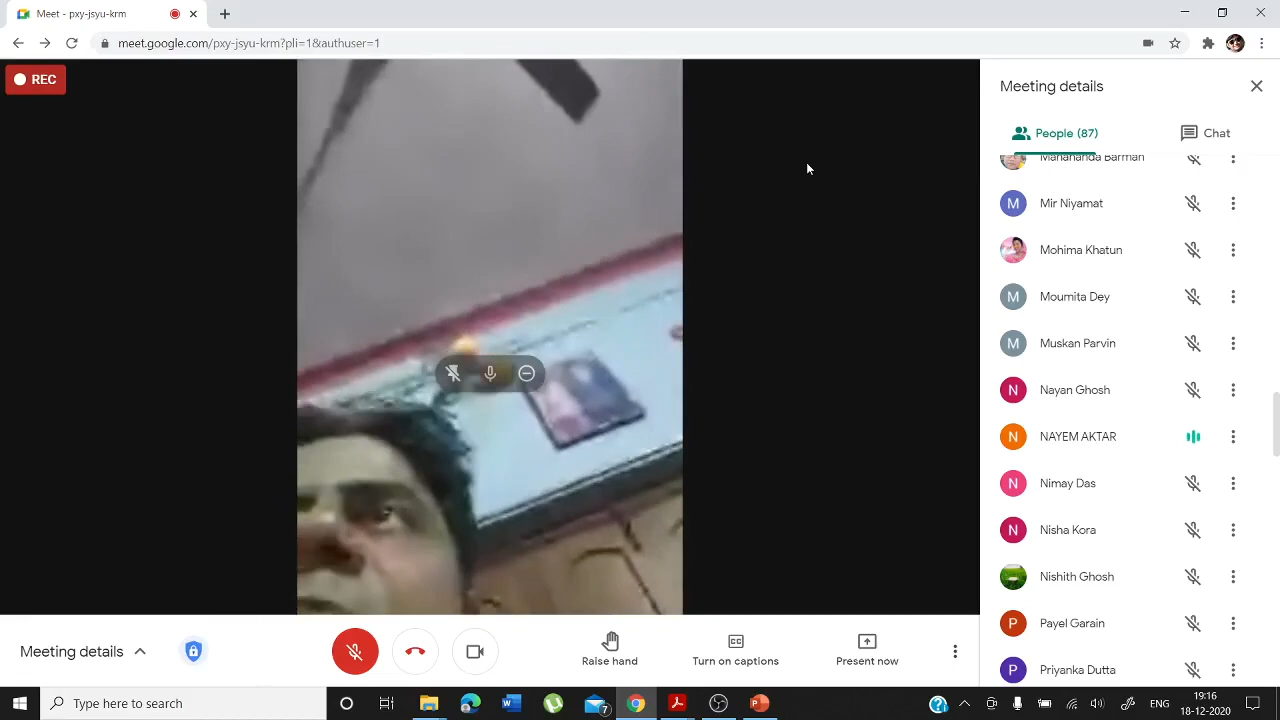 Meet - pxy-jsyu-krm
meet.google.com/pxy-jsyu-krm?pli=1&authuser=1
REC
Meeting details
People (87)
Chat
Manananda Barman
M
Mir Niyamat
Mohima Khatun
M
Moumita Dey
M
Muskan Parvin
N
Nayan Ghosh
N
NAYEM AKTAR
N
Nimay Das
N
Nisha Kora
Nishith Ghosh
P
Payel Garain
P
Priyanka Dutta
Meeting details
Raise hand
Turn on captions
Present now
Type here to search
7
ENG
19:16
18-12-2020